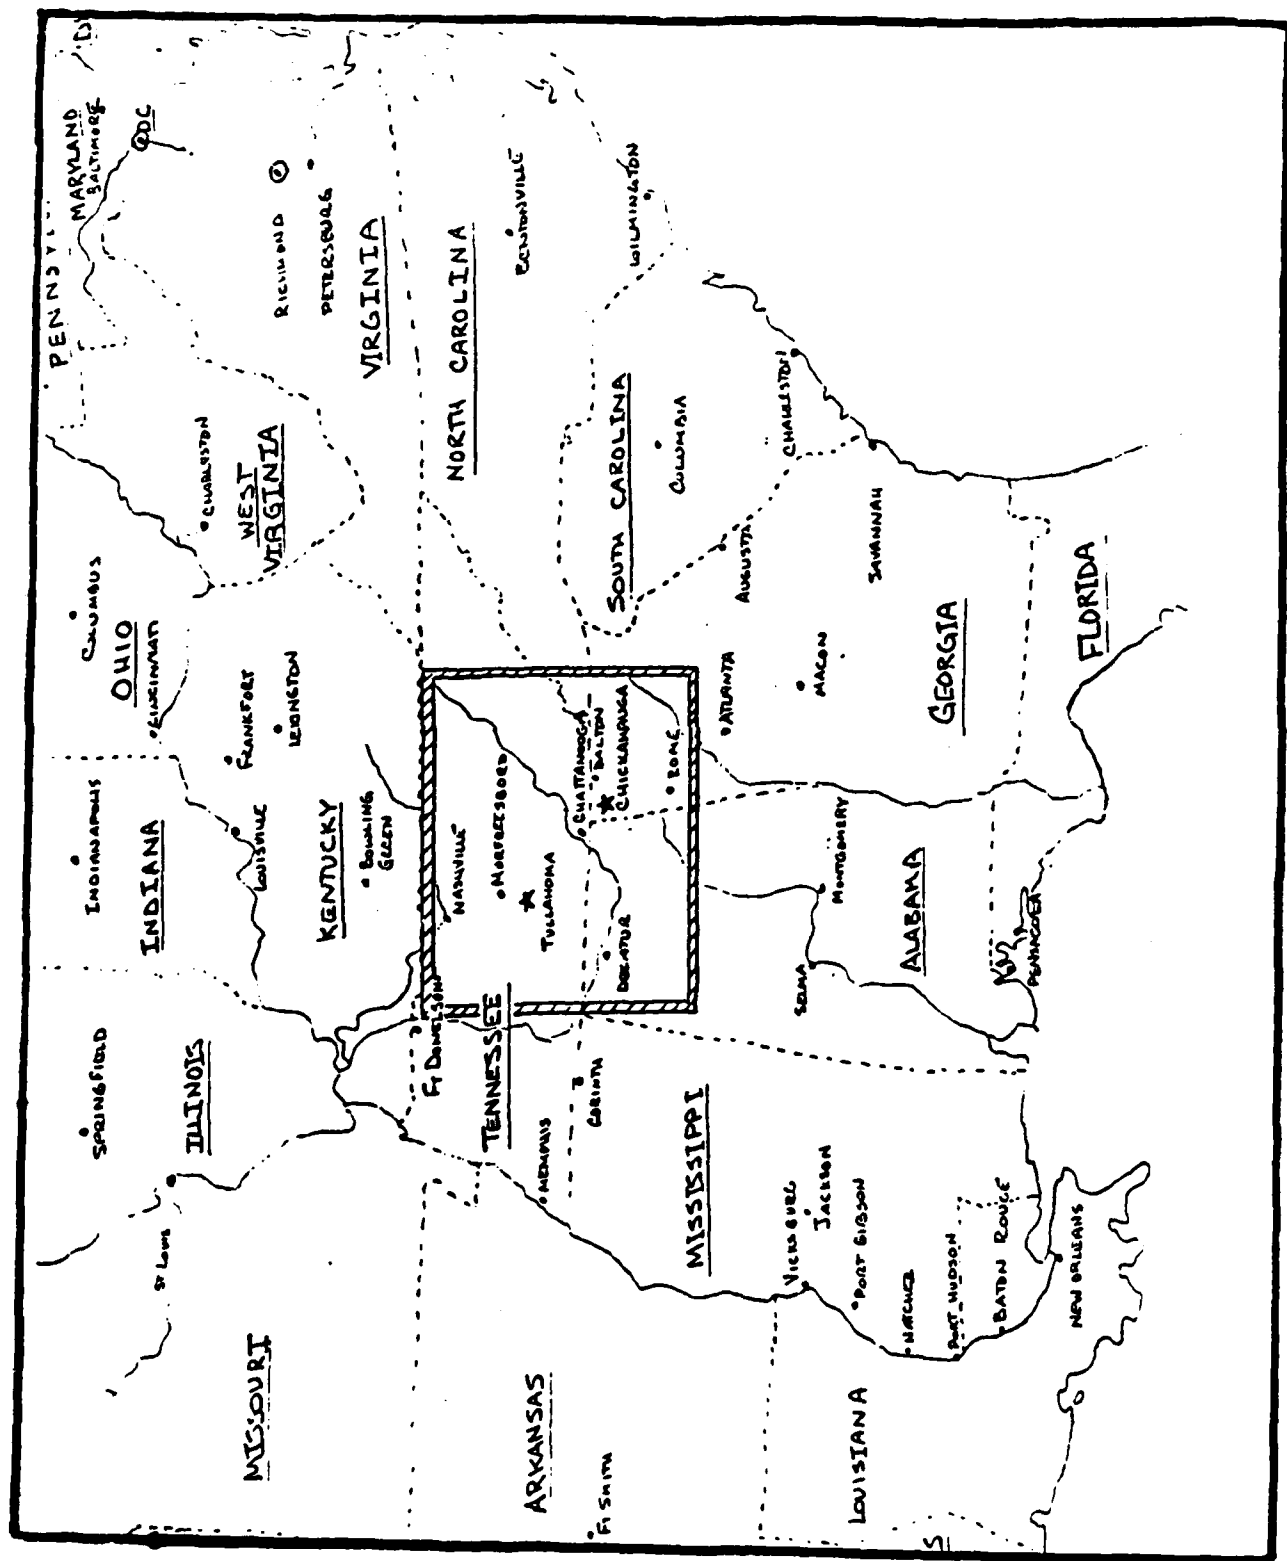 PENNSY
MARYLAND
BALTIMORE
DC
COLUMBUS
OHIO
CINCINNATI
INDIANAPOLIS
INDIANA
SPRINGFIELD
ILLINOIS
ST LOUIS
MISSOURI
CHARLESTON
WEST
VIRGINIA
RICHMOND
PETERSBURG
VIRGINIA
FRANKFORT
LEXINGTON
LOUISVILLE
KENTUCKY
BOWLING
GREEN
FT DONELSON
TENNESSEE
MEMPHIS
NASHVILLE
MURFREESBORO
TULLAHOMA
CHATTANOOGA
DALTON
CHICKAMAUGA
ROME
DECATUR
CORINTH
NORTH CAROLINA
BENTONVILLE
WILMINGTON
SOUTH CAROLINA
COLUMBIA
CHARLESTON
AUGUSTA
ATLANTA
MACON
SAVANNAH
GEORGIA
FLORIDA
MONTGOMERY
SELMA
ALABAMA
PENSACOLA
MISSISSIPPI
VICKSBURG
JACKSON
PORT GIBSON
NATCHEZ
PORT HUDSON
BATON ROUGE
NEW ORLEANS
ARKANSAS
FT SMITH
LOUISIANA
S